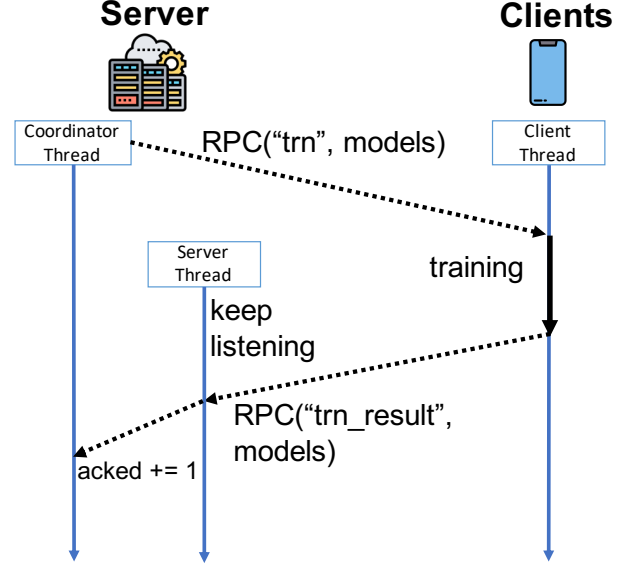 Server
Clients
Coordinator
Thread
RPC(“trn”, models)
Client
Thread
Server
Thread
training
keep
listening
RPC(“trn_result”,
models)
acked += 1